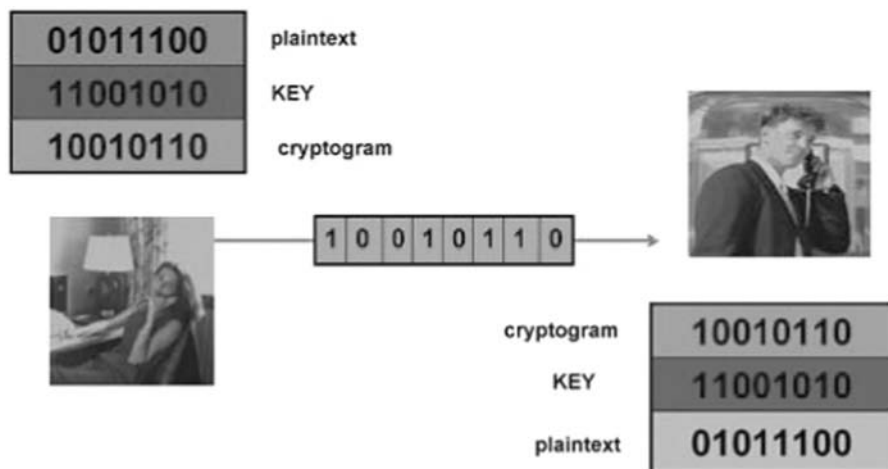 01011100 plaintext
11001010 KEY
10010110 cryptogram
1 0 0 1 0 1 1 0
cryptogram 10010110
KEY 11001010
plaintext 01011100